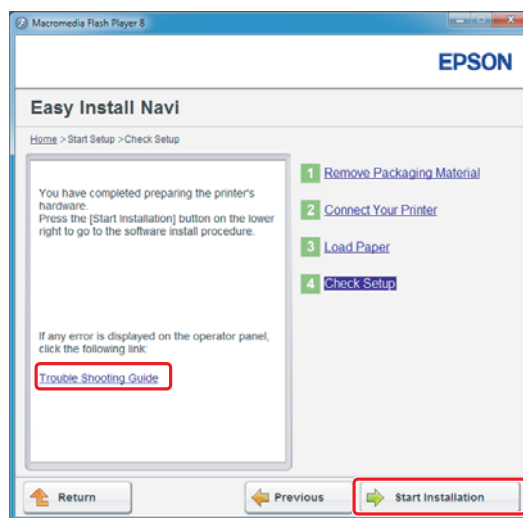 Macromedia Flash Player 8
EPSON
Easy Install Navi
Home > Start Setup >Check Setup
You have completed preparing the printer's
hardware.
Press the [Start Installation] button on the lower
right to go to the software install procedure.
If any error is displayed on the operator panel,
click the following link:
Trouble Shooting Guide
1 Remove Packaging Material
2 Connect Your Printer
3 Load Paper
4 Check Setup
Return
Previous
Start Installation